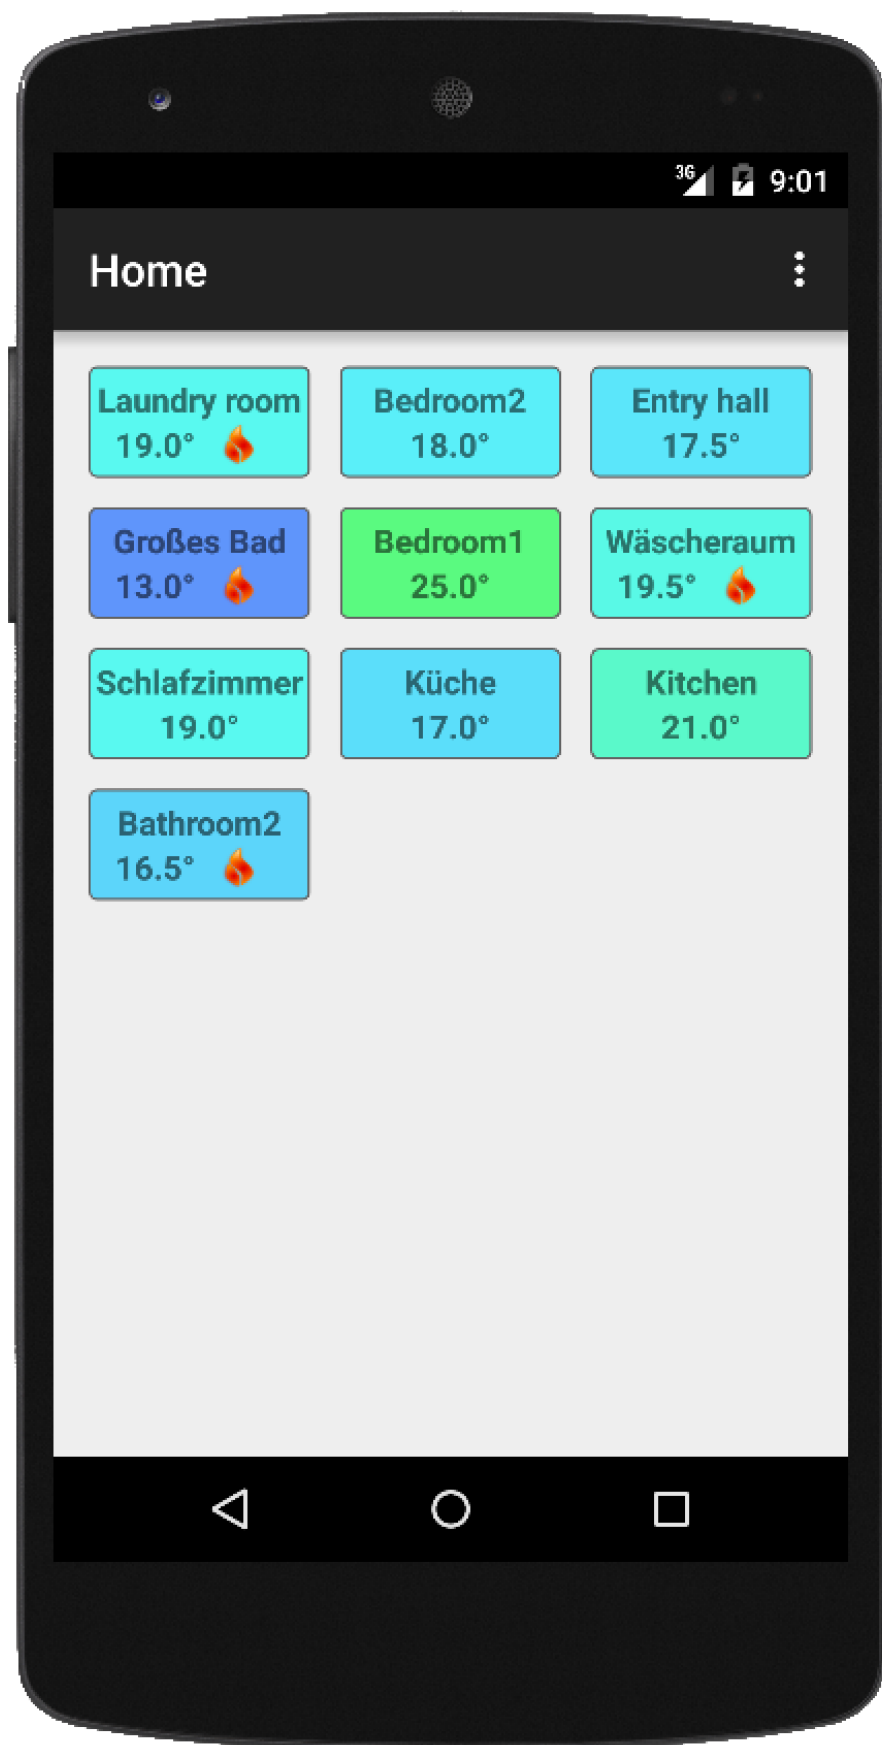 3G 9:01
Home
Laundry room
19.0°
Bedroom2
18.0°
Entry hall
17.5°
Großes Bad
13.0°
Bedroom1
25.0°
Wäscheraum
19.5°
Schlafzimmer
19.0°
Küche
17.0°
Kitchen
21.0°
Bathroom2
16.5°